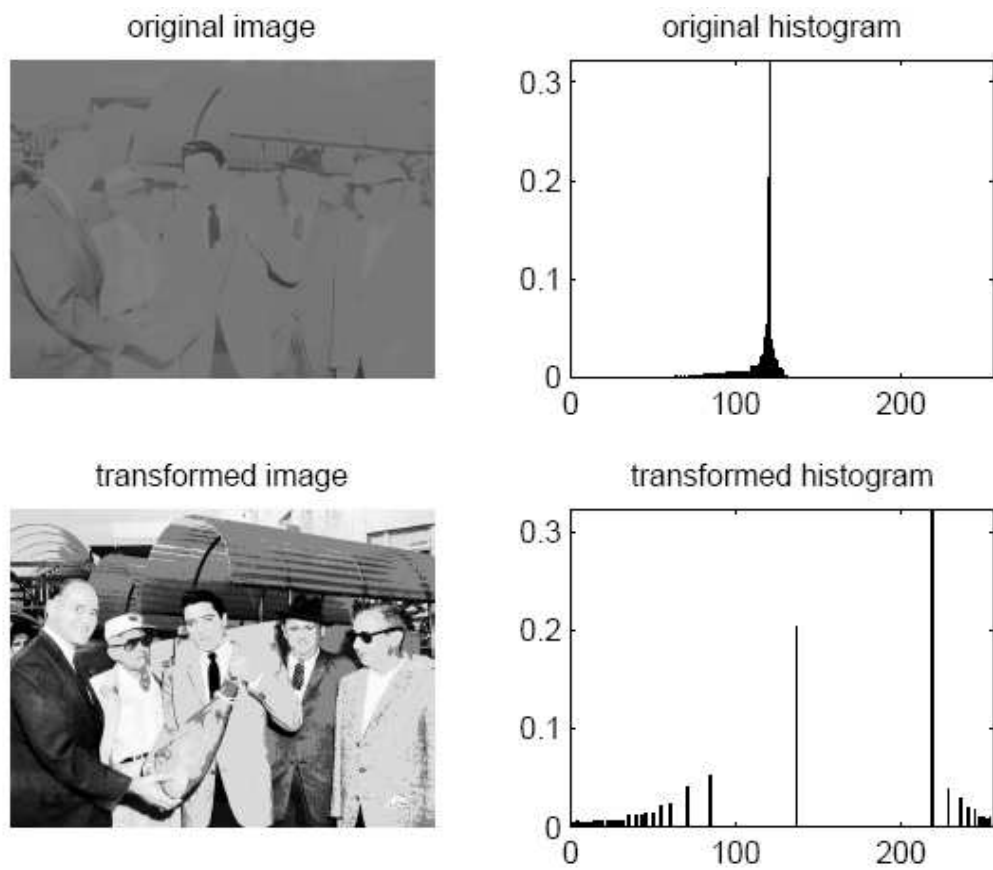 original image
original histogram
0.3
0.2
0.1
0
0 100 200
transformed image
transformed histogram
0.3
0.2
0.1
0
0 100 200